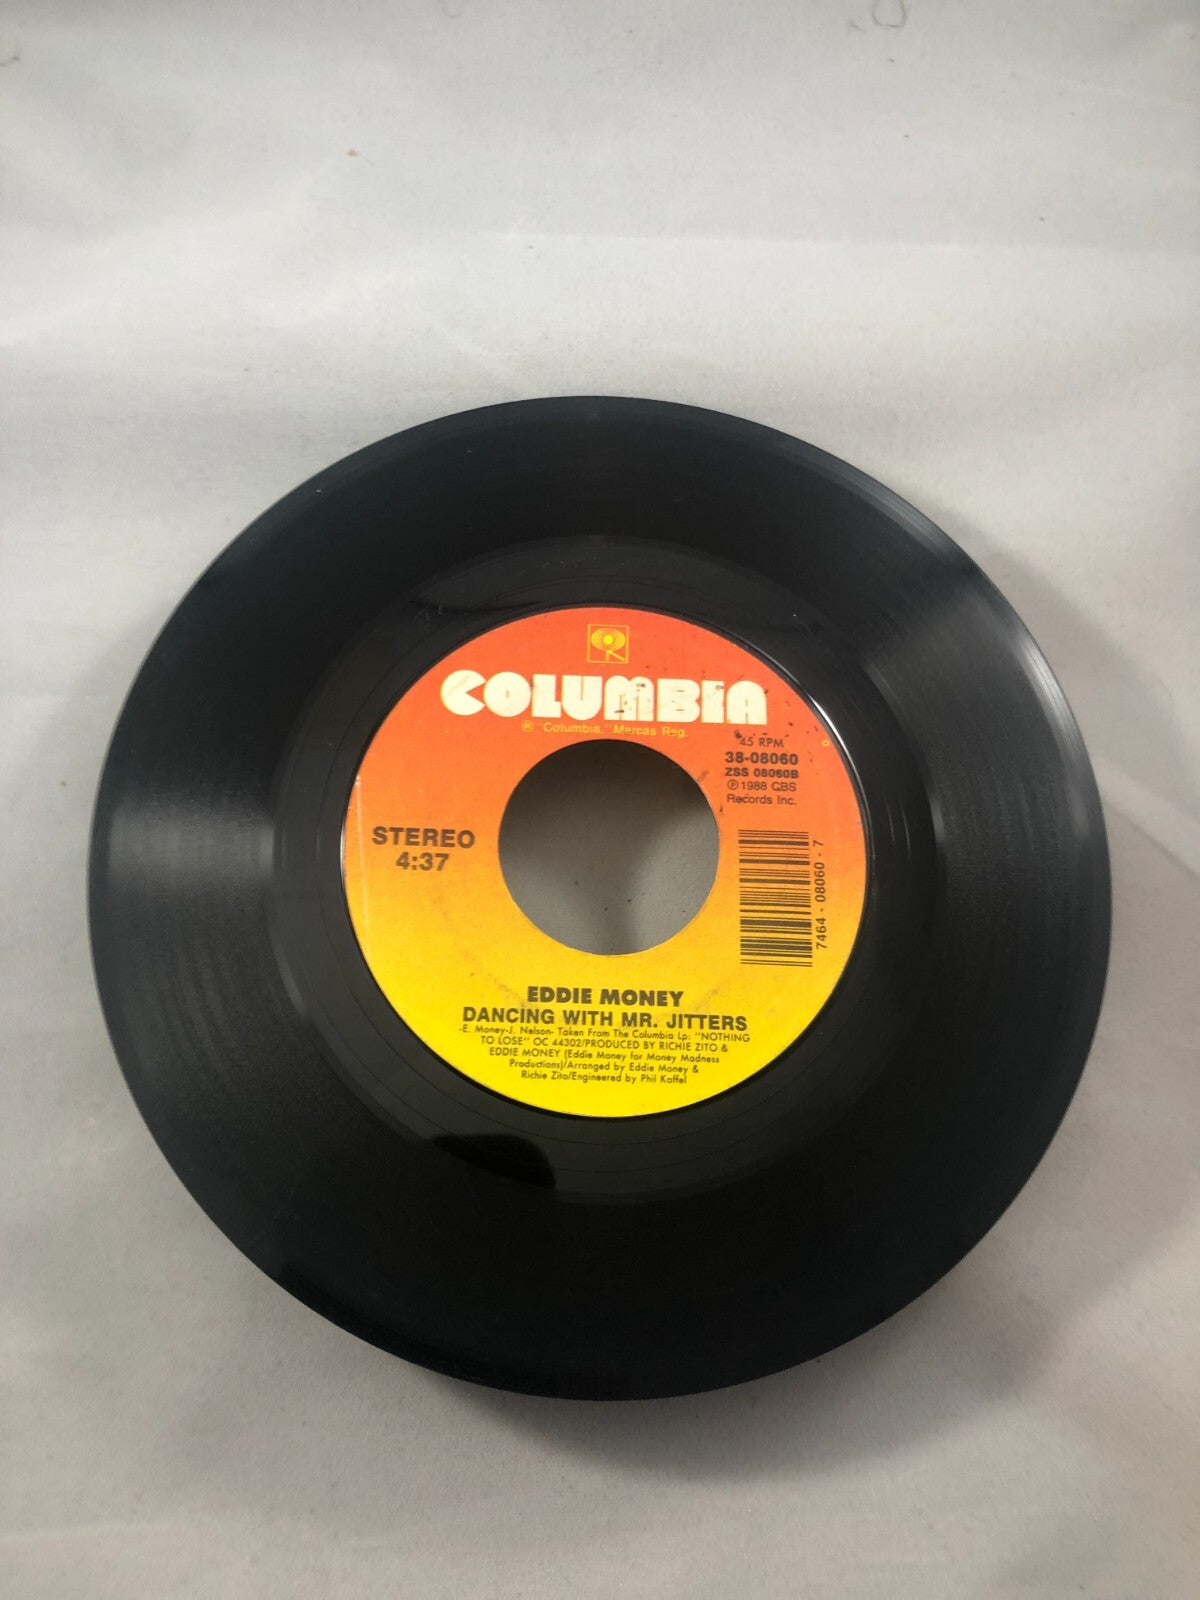 COLUMBIA
® "Columbia," Marcas Reg.
45 RPM
38-08060
ZSS 08060B
℗ 1988 CBS
Records Inc.
STEREO
4:37
7464 - 08060 - 7
EDDIE MONEY
DANCING WITH MR. JITTERS
-E. Money-J. Nelson- Taken From The Columbia Lp: "NOTHING
TO LOSE" OC 44302/PRODUCED BY RICHIE ZITO &
EDDIE MONEY (Eddie Money for Money Madness
Productions)/Arranged by Eddie Money &
Richie Zito/Engineered by Phil Kaffel